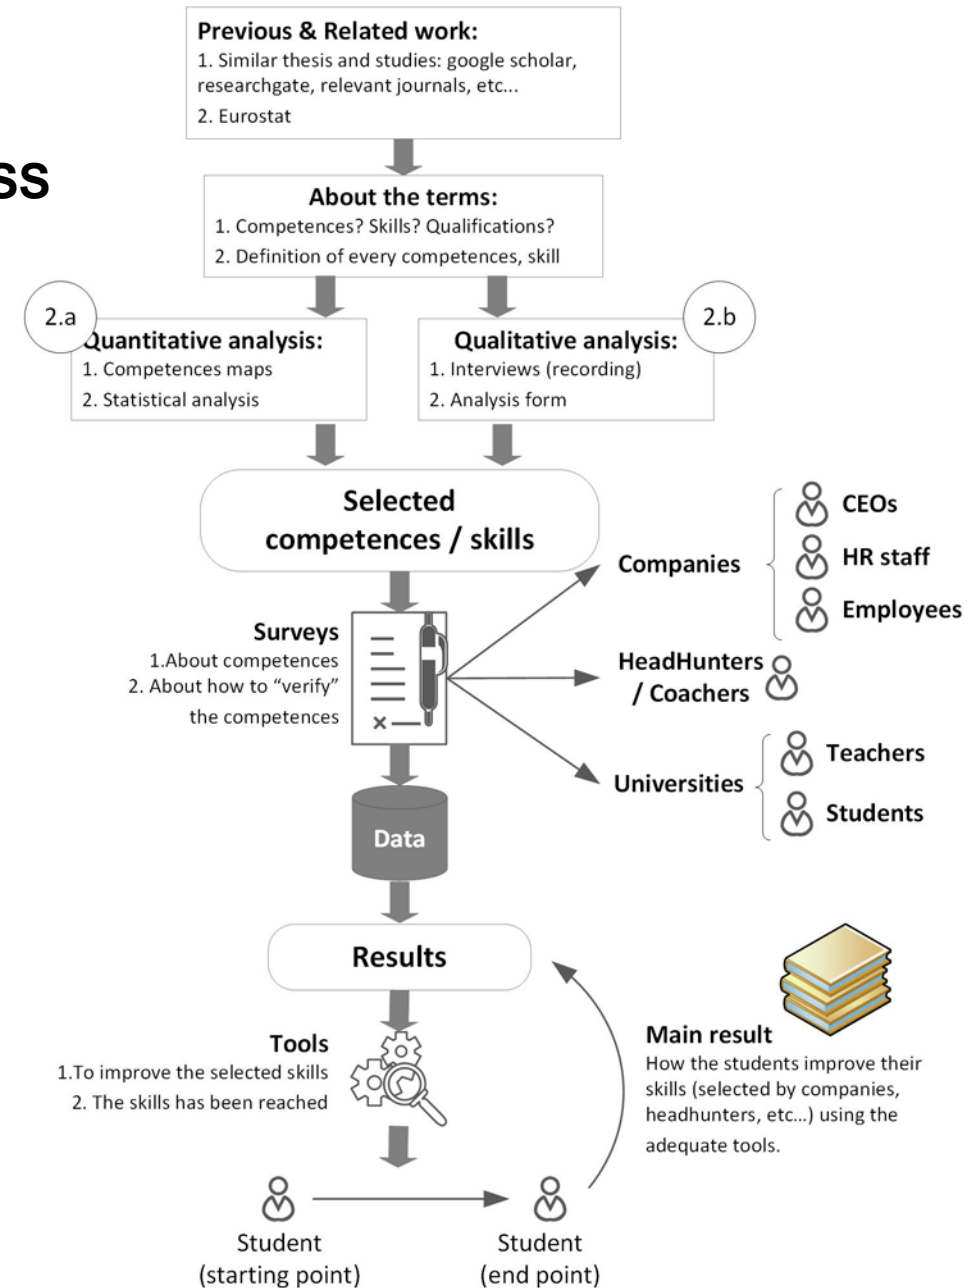 Previous & Related work:
1. Similar thesis and studies: google scholar,
researchgate, relevant journals, etc...
2. Eurostat
ss
About the terms:
1. Competences? Skills? Qualifications?
2. Definition of every competences, skill
2.a
Quantitative analysis:
1. Competences maps
2. Statistical analysis
2.b
Qualitative analysis:
1. Interviews (recording)
2. Analysis form
Selected
competences / skills
Surveys
1.About competences
2. About how to “verify”
the competences
Companies
CEOs
HR staff
Employees
HeadHunters
/ Coachers
Universities
Teachers
Students
Data
Results
Tools
1.To improve the selected skills
2. The skills has been reached
Main result
How the students improve their
skills (selected by companies,
headhunters, etc...) using the
adequate tools.
Student
(starting point)
Student
(end point)